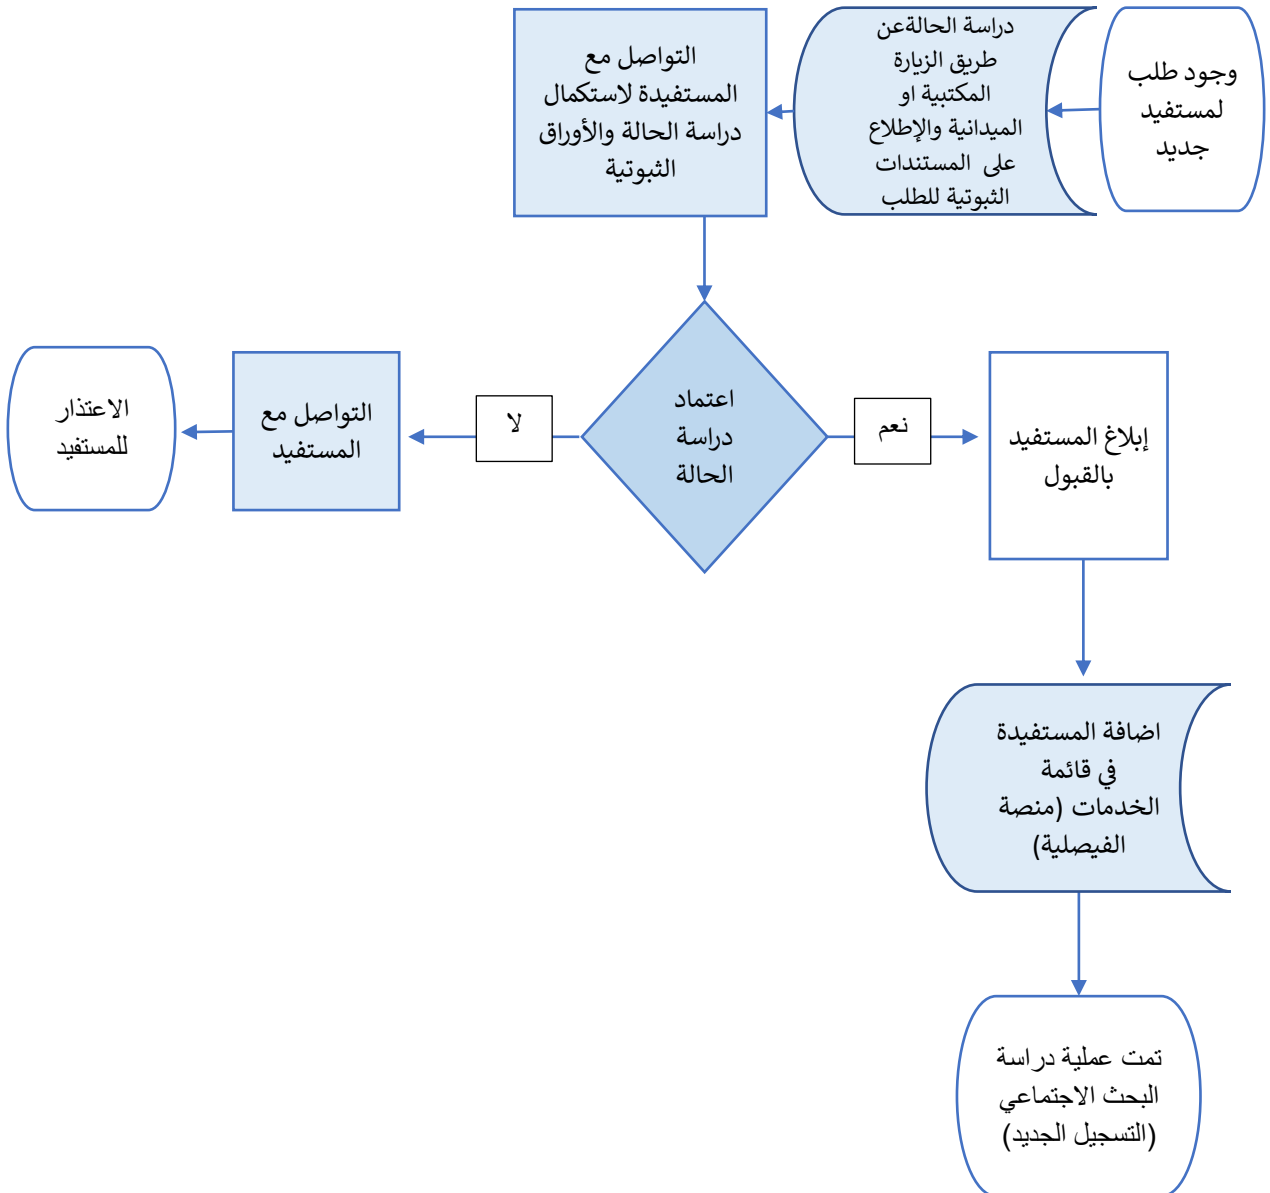 وجود طلب
لمستفيد
جديد
دراسة الحالةعن
طريق الزيارة
المكتبية او
الميدانية والإطلاع
على المستندات
الثبوتية للطلب
التواصل مع
المستفيدة لاستكمال
دراسة الحالة والأوراق
الثبوتية
اعتماد
دراسة
الحالة
نعم
إبلاغ المستفيد
بالقبول
لا
التواصل مع
المستفيد
الاعتذار
للمستفيد
اضافة المستفيدة
في قائمة
الخدمات (منصة
الفيصلية)
تمت عملية دراسة
البحث الاجتماعي
(التسجيل الجديد)